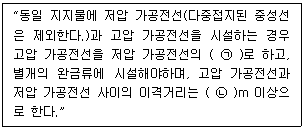 “동일 지지물에 저압 가공전선(다중접지된 중성선
은 제외한다.)과 고압 가공전선을 시설하는 경우
고압 가공전선을 저압 가공전선의 ( ㉠ )로 하고,
별개의 완금류에 시설해야하며, 고압 가공전선과
저압 가공전선 사이의 이격거리는 ( ㉡ )m 이상으
로 한다.”